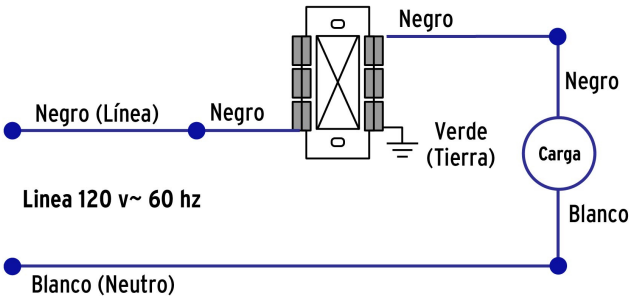 Negro
Negro
Negro (Línea)
Negro
Verde
(Tierra)
Carga
Linea 120 v~ 60 hz
Blanco
Blanco (Neutro)